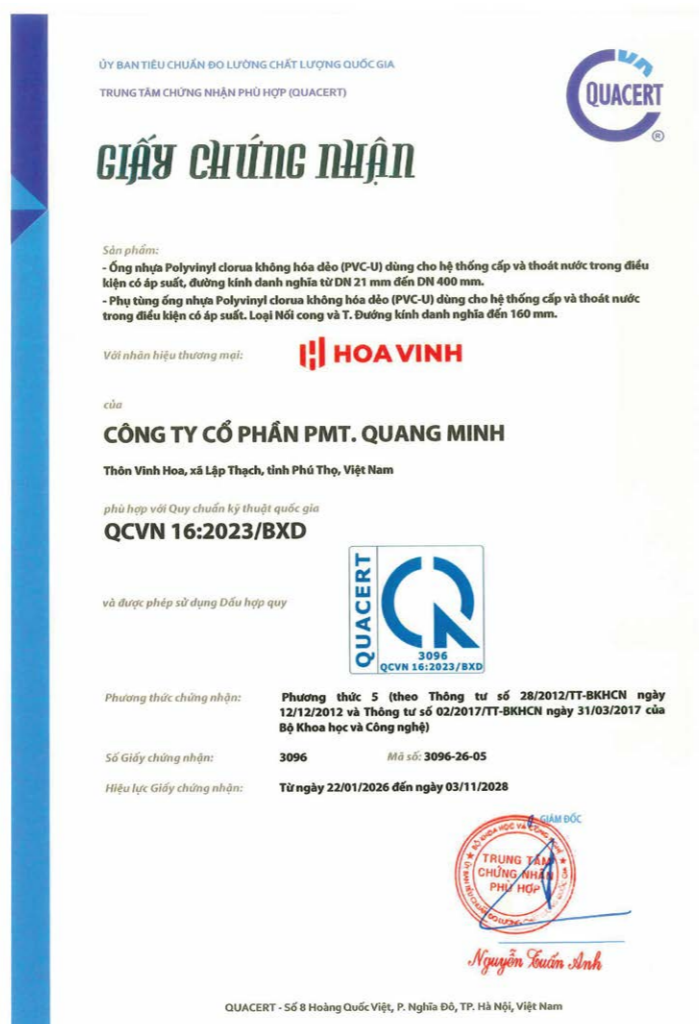 ỦY BAN TIÊU CHUẨN ĐO LƯỜNG CHẤT LƯỢNG QUỐC GIA
TRUNG TÂM CHỨNG NHẬN PHÙ HỢP (QUACERT)
QUACERT
®
GIẤY CHỨNG NHẬN
Sản phẩm:
- Ống nhựa Polyvinyl clorua không hóa dẻo (PVC-U) dùng cho hệ thống cấp và thoát nước trong điều
kiện có áp suất, đường kính danh nghĩa từ DN 21 mm đến DN 400 mm.
- Phụ tùng ống nhựa Polyvinyl clorua không hóa dẻo (PVC-U) dùng cho hệ thống cấp và thoát nước
trong điều kiện có áp suất. Loại Nối cong và T. Đường kính danh nghĩa đến 160 mm.
Với nhãn hiệu thương mại:
HOA VINH
của
CÔNG TY CỔ PHẦN PMT. QUANG MINH
Thôn Vinh Hoa, xã Lập Thạch, tỉnh Phú Thọ, Việt Nam
phù hợp với Quy chuẩn kỹ thuật quốc gia
QCVN 16:2023/BXD
và được phép sử dụng Dấu hợp quy
QUACERT
3096
QCVN 16:2023/BXD
Phương thức chứng nhận:
Phương thức 5 (theo Thông tư số 28/2012/TT-BKHCN ngày
12/12/2012 và Thông tư số 02/2017/TT-BKHCN ngày 31/03/2017 của
Bộ Khoa học và Công nghệ)
Số Giấy chứng nhận:
3096
Mã số: 3096-26-05
Hiệu lực Giấy chứng nhận:
Từ ngày 22/01/2026 đến ngày 03/11/2028
GIÁM ĐỐC
BỘ KHOA HỌC VÀ CÔNG NGHỆ
TRUNG TÂM
CHỨNG NHẬN
PHÙ HỢP
Nguyễn Tuấn Anh
QUACERT - Số 8 Hoàng Quốc Việt, P. Nghĩa Đô, TP. Hà Nội, Việt Nam